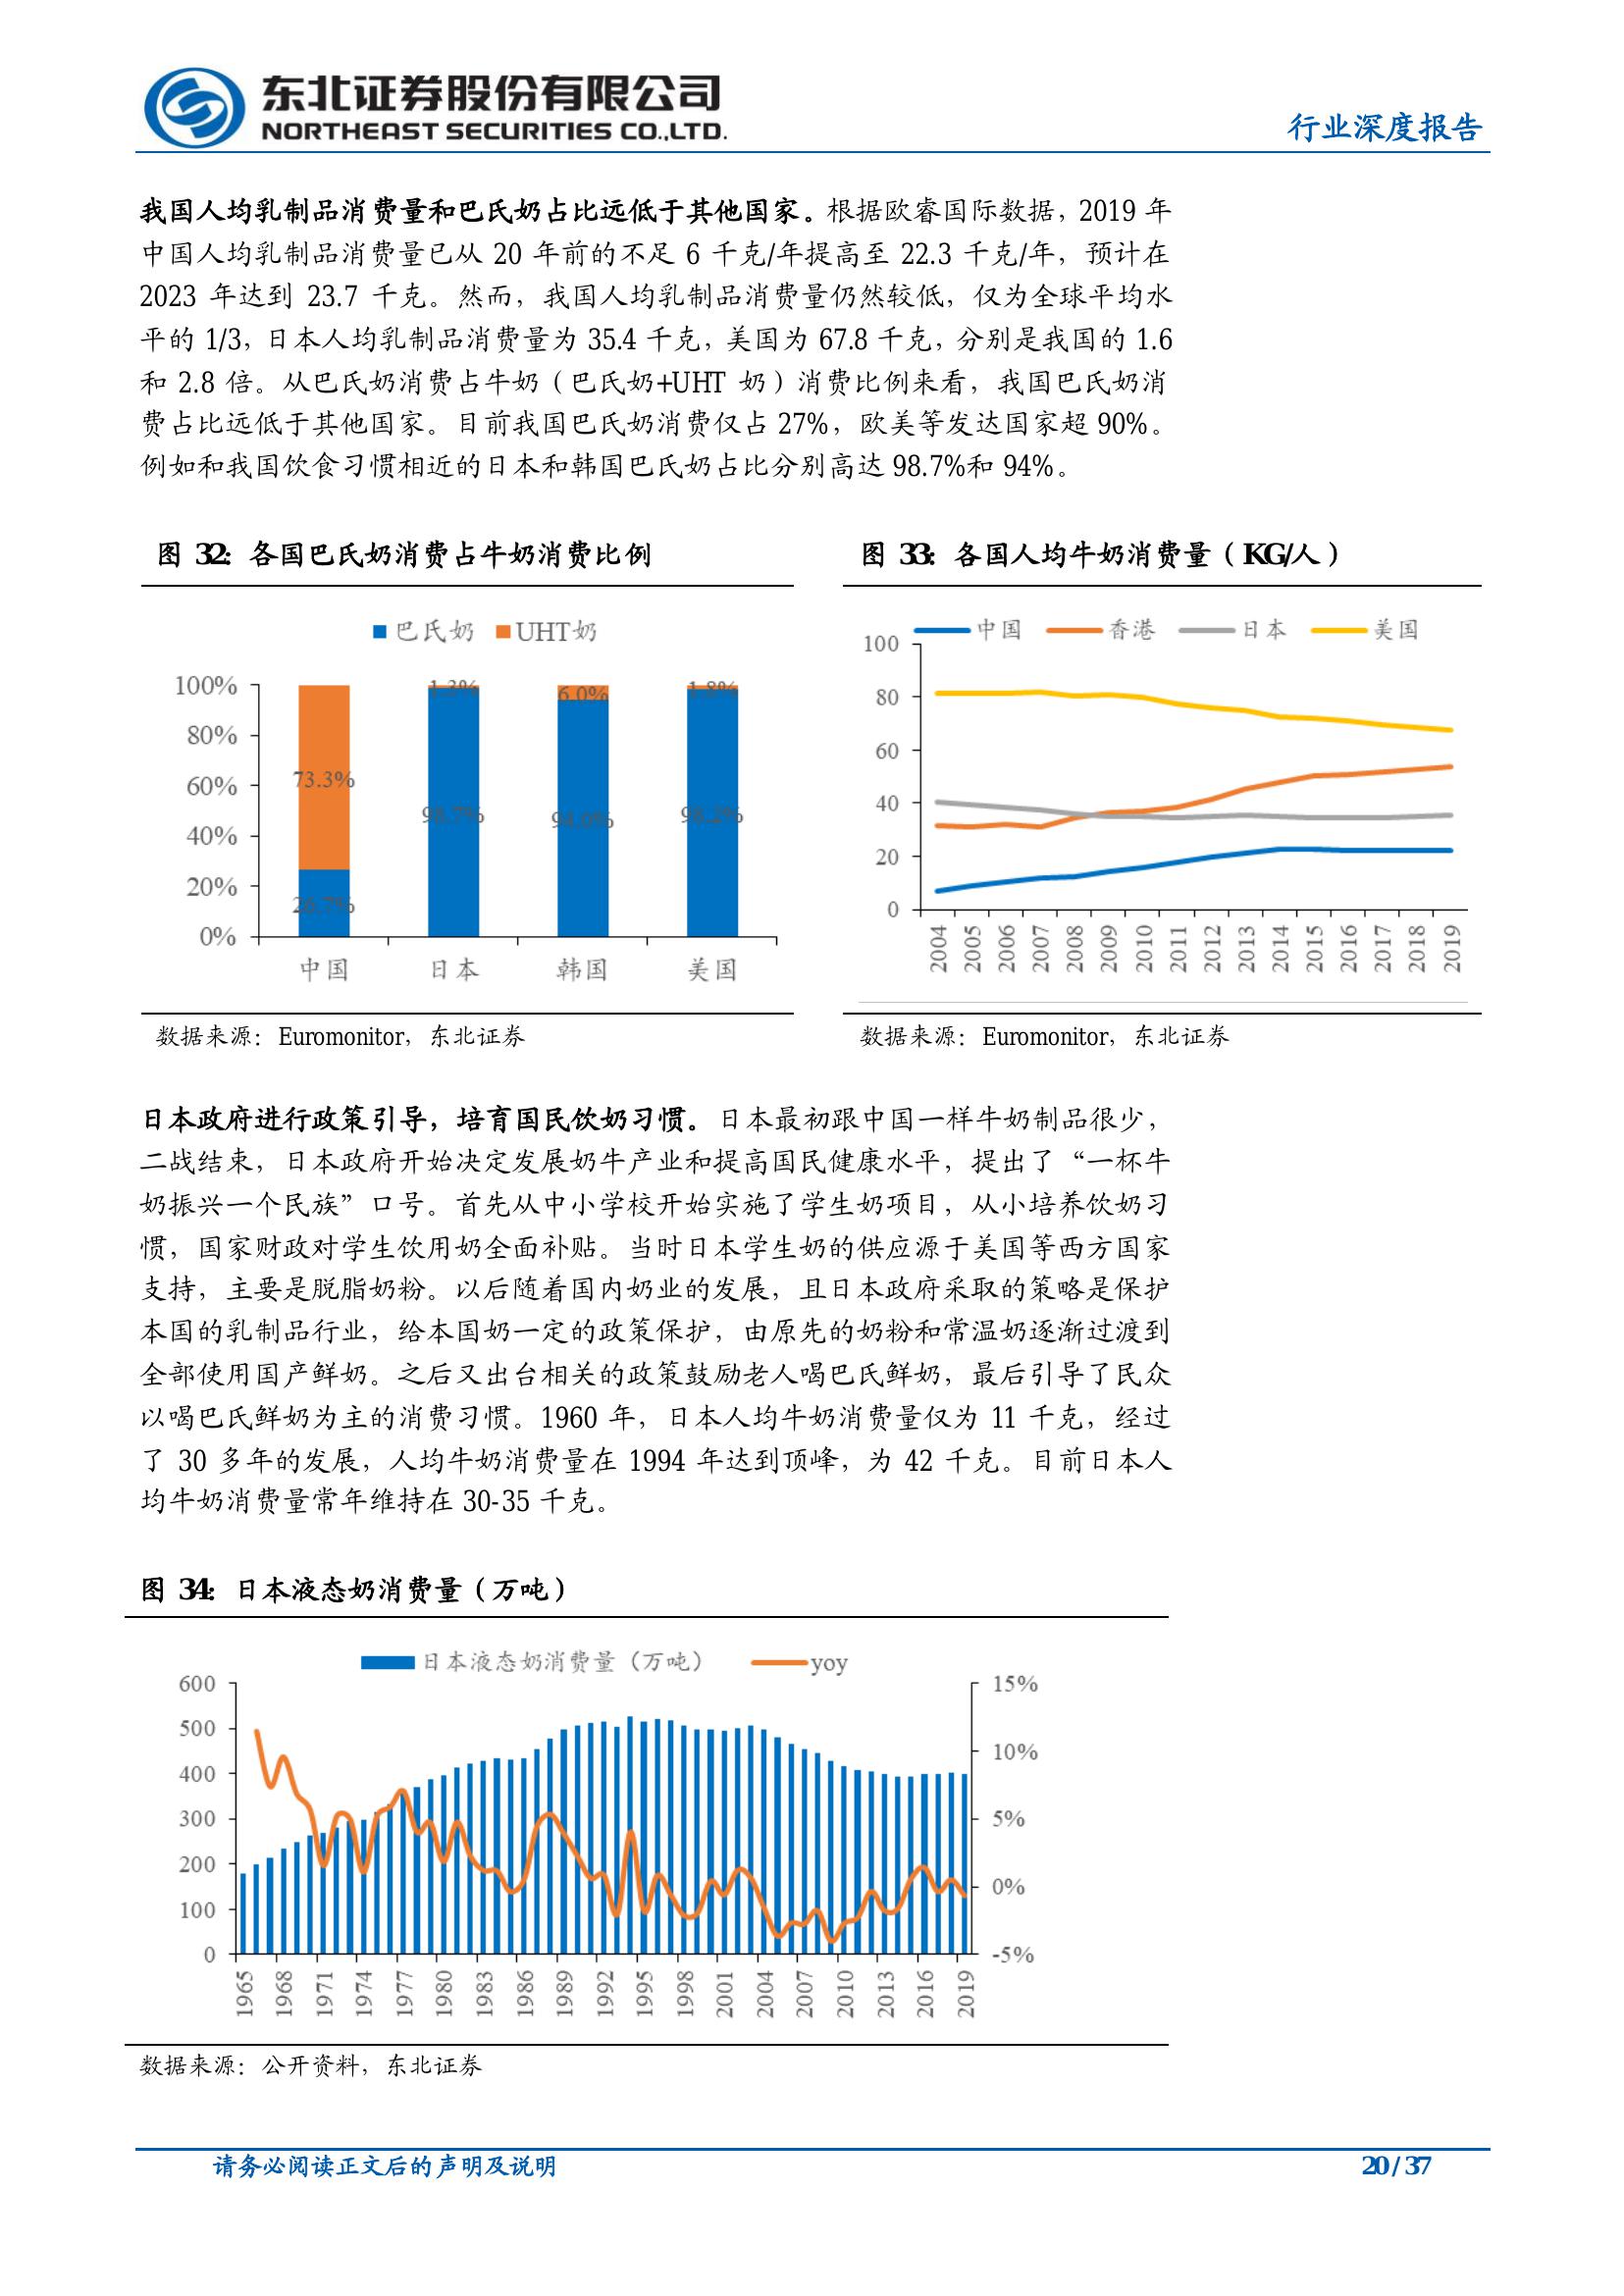 东北证券股份有限公司
NORTHEAST SECURITIES CO.,LTD.
行业深度报告
我国人均乳制品消费量和巴氏奶占比远低于其他国家。根据欧睿国际数据，2019 年
中国人均乳制品消费量已从 20 年前的不足 6 千克/年提高至 22.3 千克/年，预计在
2023 年达到 23.7 千克。然而，我国人均乳制品消费量仍然较低，仅为全球平均水
平的 1/3，日本人均乳制品消费量为 35.4 千克，美国为 67.8 千克，分别是我国的 1.6
和 2.8 倍。从巴氏奶消费占牛奶（巴氏奶+UHT 奶）消费比例来看，我国巴氏奶消
费占比远低于其他国家。目前我国巴氏奶消费仅占 27%，欧美等发达国家超 90%。
例如和我国饮食习惯相近的日本和韩国巴氏奶占比分别高达 98.7%和 94%。
图 32：各国巴氏奶消费占牛奶消费比例
巴氏奶 UHT奶
100%
80%
60%
40%
20%
0%
1.3% 6.0% 1.8%
73.3%
98.7% 94.0% 98.2%
26.7%
中国 日本 韩国 美国
数据来源：Euromonitor，东北证券
图 33：各国人均牛奶消费量（KG/人）
中国 香港 日本 美国
100
80
60
40
20
0
2004 2005 2006 2007 2008 2009 2010 2011 2012 2013 2014 2015 2016 2017 2018 2019
数据来源：Euromonitor，东北证券
日本政府进行政策引导，培育国民饮奶习惯。日本最初跟中国一样牛奶制品很少，
二战结束，日本政府开始决定发展奶牛产业和提高国民健康水平，提出了“一杯牛
奶振兴一个民族”口号。首先从中小学校开始实施了学生奶项目，从小培养饮奶习
惯，国家财政对学生饮用奶全面补贴。当时日本学生奶的供应源于美国等西方国家
支持，主要是脱脂奶粉。以后随着国内奶业的发展，且日本政府采取的策略是保护
本国的乳制品行业，给本国奶一定的政策保护，由原先的奶粉和常温奶逐渐过渡到
全部使用国产鲜奶。之后又出台相关的政策鼓励老人喝巴氏鲜奶，最后引导了民众
以喝巴氏鲜奶为主的消费习惯。1960 年，日本人均牛奶消费量仅为 11 千克，经过
了 30 多年的发展，人均牛奶消费量在 1994 年达到顶峰，为 42 千克。目前日本人
均牛奶消费量常年维持在 30-35 千克。
图 34：日本液态奶消费量（万吨）
日本液态奶消费量（万吨） yoy
600
500
400
300
200
100
0
15%
10%
5%
0%
-5%
1965 1968 1971 1974 1977 1980 1983 1986 1989 1992 1995 1998 2001 2004 2007 2010 2013 2016 2019
数据来源：公开资料，东北证券
请务必阅读正文后的声明及说明
20 / 37